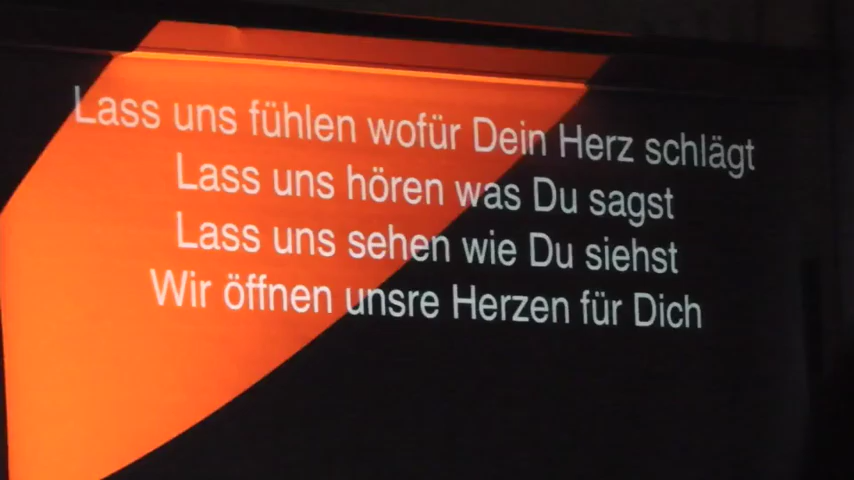 Lass uns fühlen wofür Dein Herz schlägt
Lass uns hören was Du sagst
Lass uns sehen wie Du siehst
Wir öffnen unsre Herzen für Dich